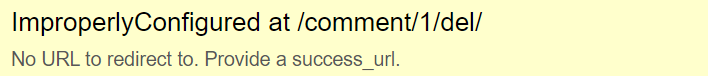 ImproperlyConfigured at /comment/1/del/
No URL to redirect to. Provide a success_url.